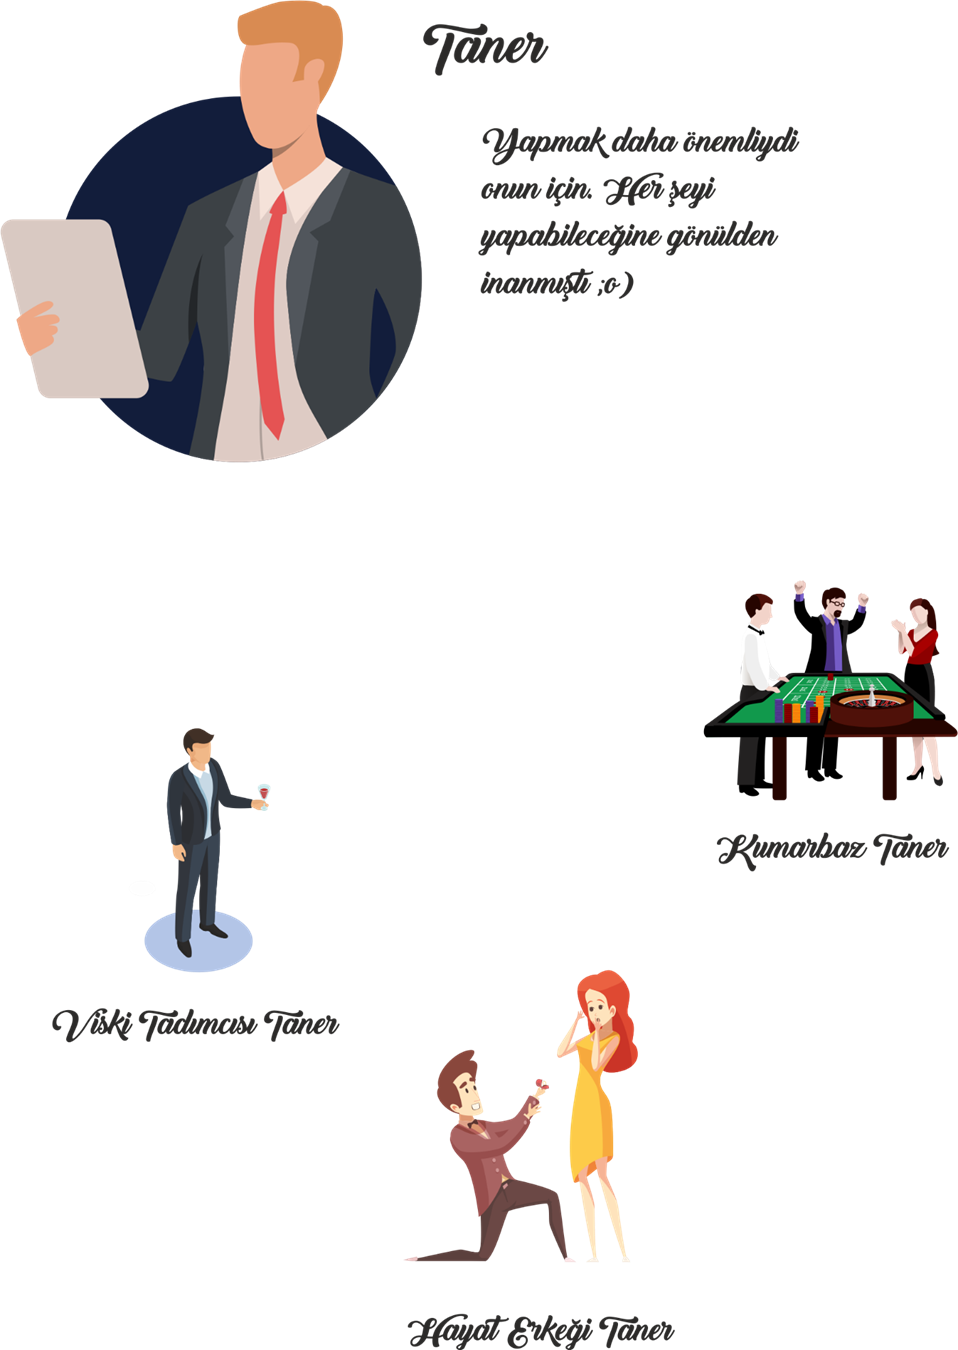 Taner
Yapmak daha önemliydi
onun için. Her şeyi
yapabileceğine gönülden
inanmıştı ;o)
Kumarbaz Taner
Viski Tadımcısı Taner
Hayat Erkeği Taner